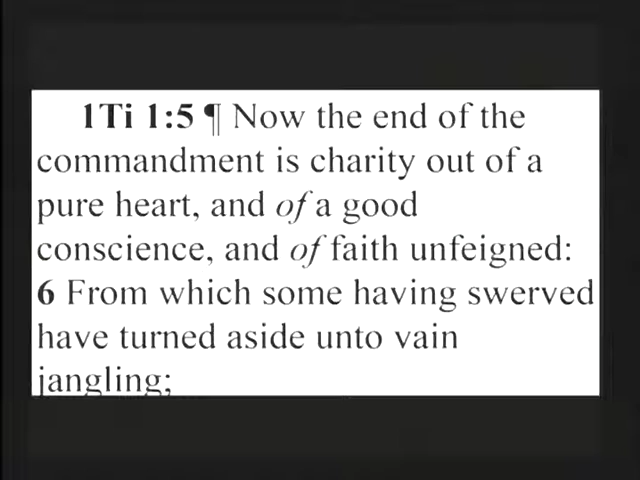 1Ti 1:5 ¶ Now the end of the
commandment is charity out of a
pure heart, and of a good
conscience, and of faith unfeigned:
6 From which some having swerved
have turned aside unto vain
jangling;